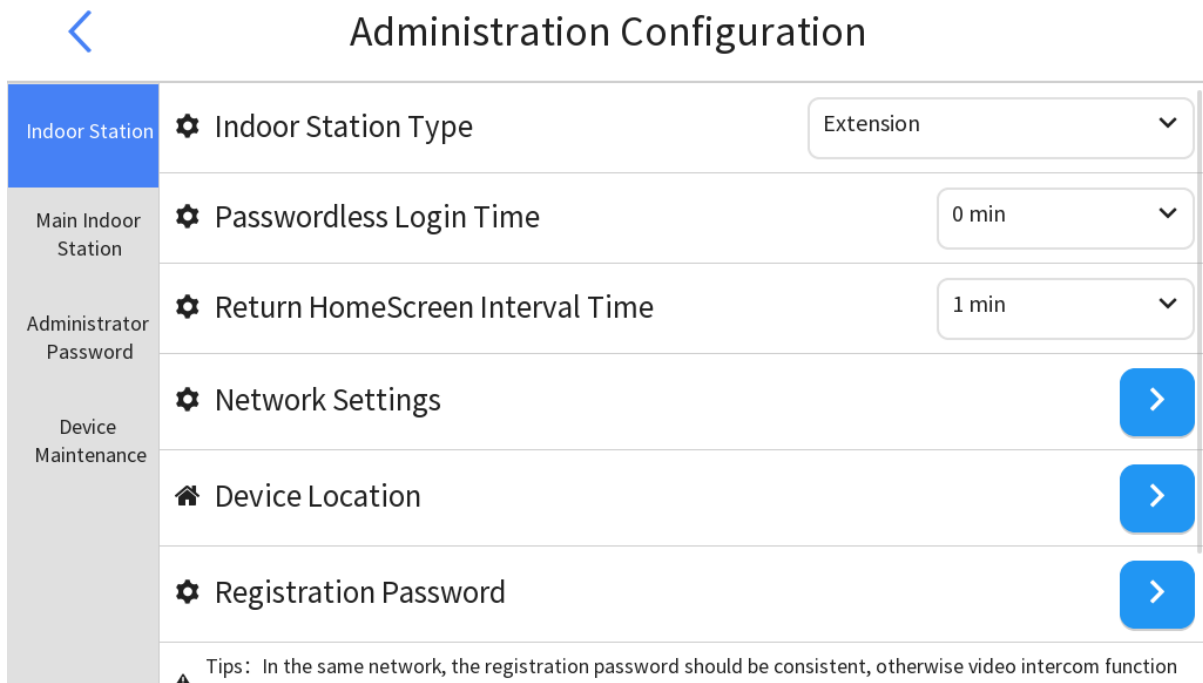 Administration Configuration
Indoor Station
Main Indoor
Station
Administrator
Password
Device
Maintenance
Indoor Station Type
Extension
Passwordless Login Time
0 min
Return HomeScreen Interval Time
1 min
Network Settings
Device Location
Registration Password
Tips: In the same network, the registration password should be consistent, otherwise video intercom function